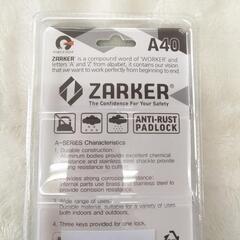 A40
ZARKER® is a compound word of 'WORKER' and
letters 'A' and 'Z' from alpabet, it contains our vision
that we want to work perfectly from beginning to end.
ZARKER®
The Confidence For Your Safety
ANTI-RUST
PADLOCK
A-SERIES Characteristics
1. Durable construction:
Aluminum bodies provide excellent chemical
resistance and stainless steel shackle to provide
strong resistance to cutting.
2. Provides strong corrosion resistance:
Internal parts use brass and stainless steel to provide
corrosion resistance.
3. Wide range of uses:
Durable material, suitable for a variety of uses
both indoors and outdoors.
4. Three keys provided for one lock.